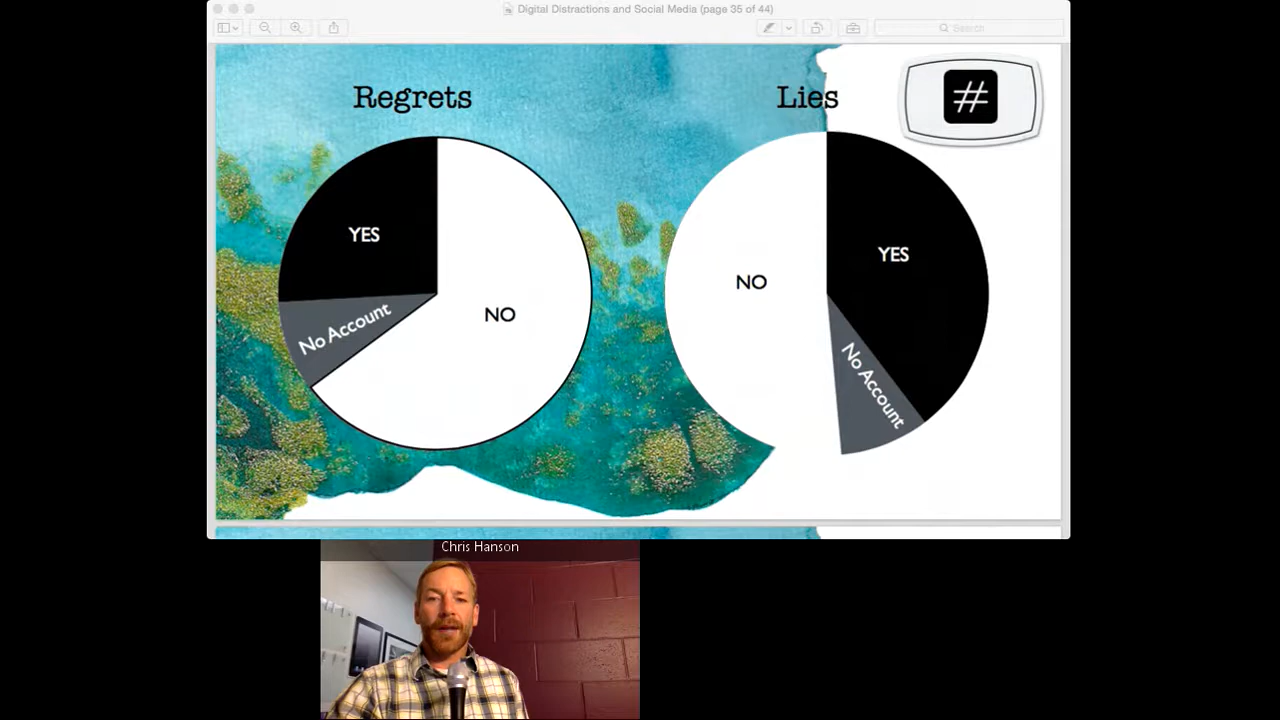 Digital Distractions and Social Media (page 35 of 44)
Search
Regrets
Lies
#
YES
NO
No Account
NO
YES
No Account
Chris Hanson